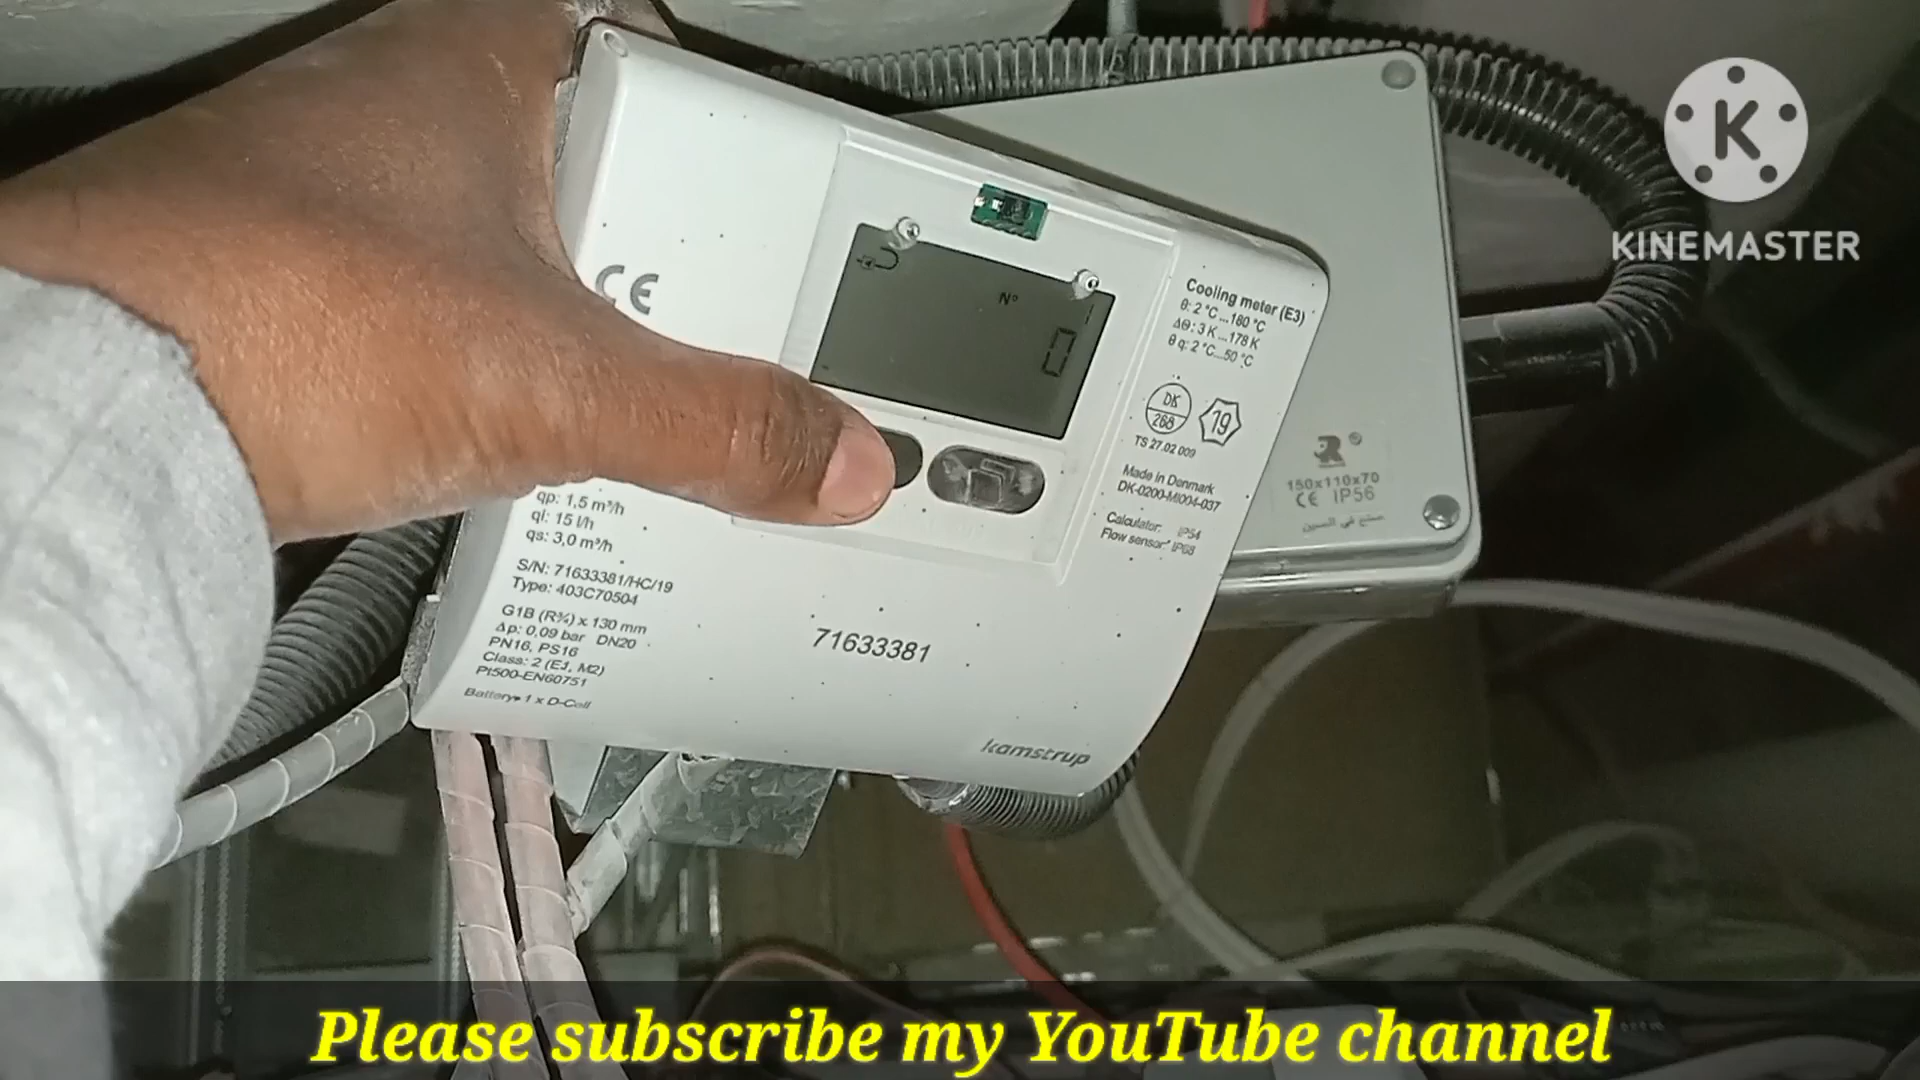 K
KINEMASTER
CE
N°
1
0
Cooling meter (E3)
θ: 2 °C...180 °C
ΔΘ: 3 K...178 K
θ q: 2 °C...50 °C
DK
268
19
TS 27.02 009
Made in Denmark
DK-0200-MI004-037
Calculator: IP54
Flow sensor: IP68
qp: 1,5 m³/h
qi: 15 l/h
qs: 3,0 m³/h
S/N: 71633381/HC/19
Type: 403C70504
G1B (R¾) x 130 mm
Δp: 0,09 bar DN20
PN16, PS16
Class: 2 (E1, M2)
Pt500-EN60751
Battery 1 x D-Cell
71633381
kamstrup
R ®
150x110x70
CE IP56
صنع في الصين
Please subscribe my YouTube channel